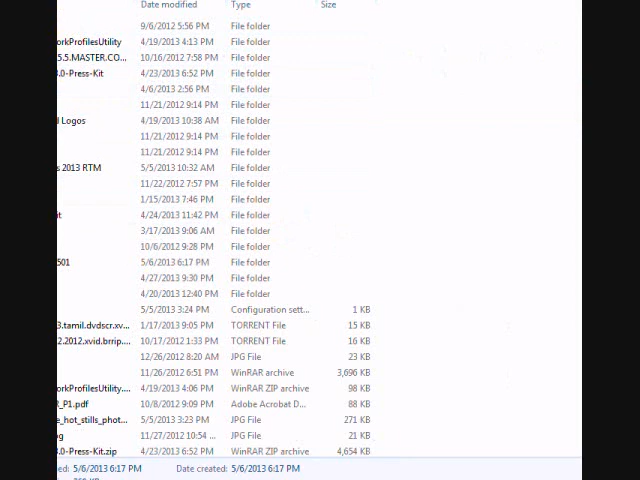 Date modified Type Size
9/6/2012 5:56 PM File folder
orkProfilesUtility 4/19/2013 4:13 PM File folder
5.5.MASTER.CO... 10/16/2012 7:58 PM File folder
3.0-Press-Kit 4/23/2013 6:52 PM File folder
4/6/2013 2:56 PM File folder
11/21/2012 9:14 PM File folder
l Logos 4/19/2013 10:38 AM File folder
11/21/2012 9:14 PM File folder
11/21/2012 9:14 PM File folder
s 2013 RTM 5/5/2013 10:32 AM File folder
11/22/2012 7:57 PM File folder
1/15/2013 7:46 PM File folder
it 4/24/2013 11:42 PM File folder
3/17/2013 9:06 AM File folder
10/6/2012 9:28 PM File folder
501 5/6/2013 6:17 PM File folder
4/27/2013 9:30 PM File folder
4/20/2013 12:40 PM File folder
5/5/2013 3:24 PM Configuration sett... 1 KB
3.tamil.dvdscr.xv... 1/17/2013 9:05 PM TORRENT File 15 KB
2.2012.xvid.brrip.... 10/17/2012 1:33 PM TORRENT File 16 KB
12/26/2012 8:20 AM JPG File 23 KB
11/26/2012 6:51 PM WinRAR archive 3,696 KB
orkProfilesUtility.... 4/19/2013 4:06 PM WinRAR ZIP archive 98 KB
R_P1.pdf 10/8/2012 9:09 PM Adobe Acrobat D... 88 KB
e_hot_stills_phot... 5/5/2013 3:23 PM JPG File 271 KB
og 11/27/2012 10:54 ... JPG File 21 KB
3.0-Press-Kit.zip 4/23/2013 6:52 PM WinRAR ZIP archive 4,654 KB
ed: 5/6/2013 6:17 PM Date created: 5/6/2013 6:17 PM